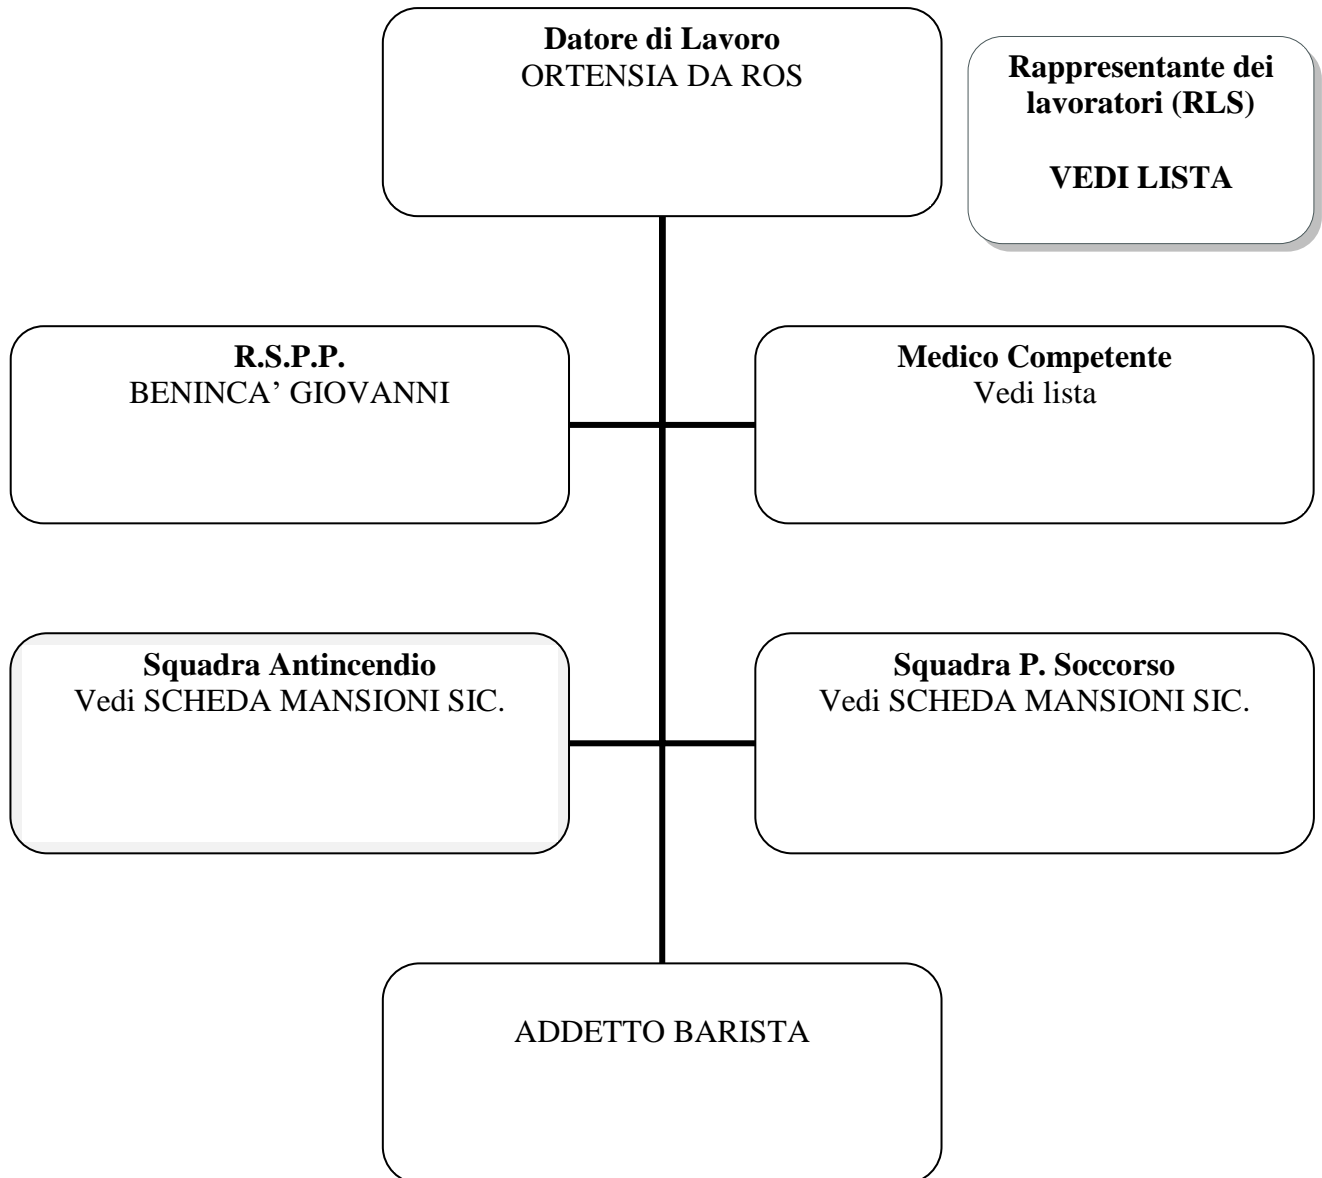 Datore di Lavoro
ORTENSIA DA ROS
Rappresentante dei
lavoratori (RLS)
VEDI LISTA
R.S.P.P.
BENINCA’ GIOVANNI
Medico Competente
Vedi lista
Squadra Antincendio
Vedi SCHEDA MANSIONI SIC.
Squadra P. Soccorso
Vedi SCHEDA MANSIONI SIC.
ADDETTO BARISTA